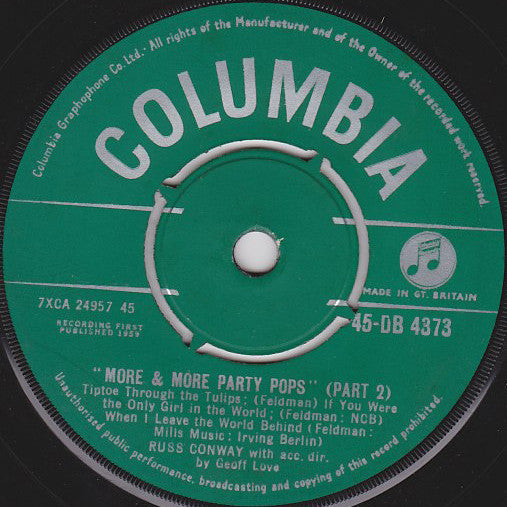 Columbia Graphophone Co. Ltd. · All rights of the Manufacturer and of the Owner of the recorded work reserved.
COLUMBIA
MADE IN GT. BRITAIN
7XCA 24957 45
45-DB 4373
RECORDING FIRST
PUBLISHED 1959
"MORE & MORE PARTY POPS" (PART 2)
Tiptoe Through the Tulips: (Feldman) If You Were
the Only Girl in the World; (Feldman: NCB)
When I Leave the World Behind (Feldman:
Mills Music: Irving Berlin)
RUSS CONWAY with acc. dir.
by Geoff Love
Unauthorised public performance, broadcasting and copying of this record prohibited.